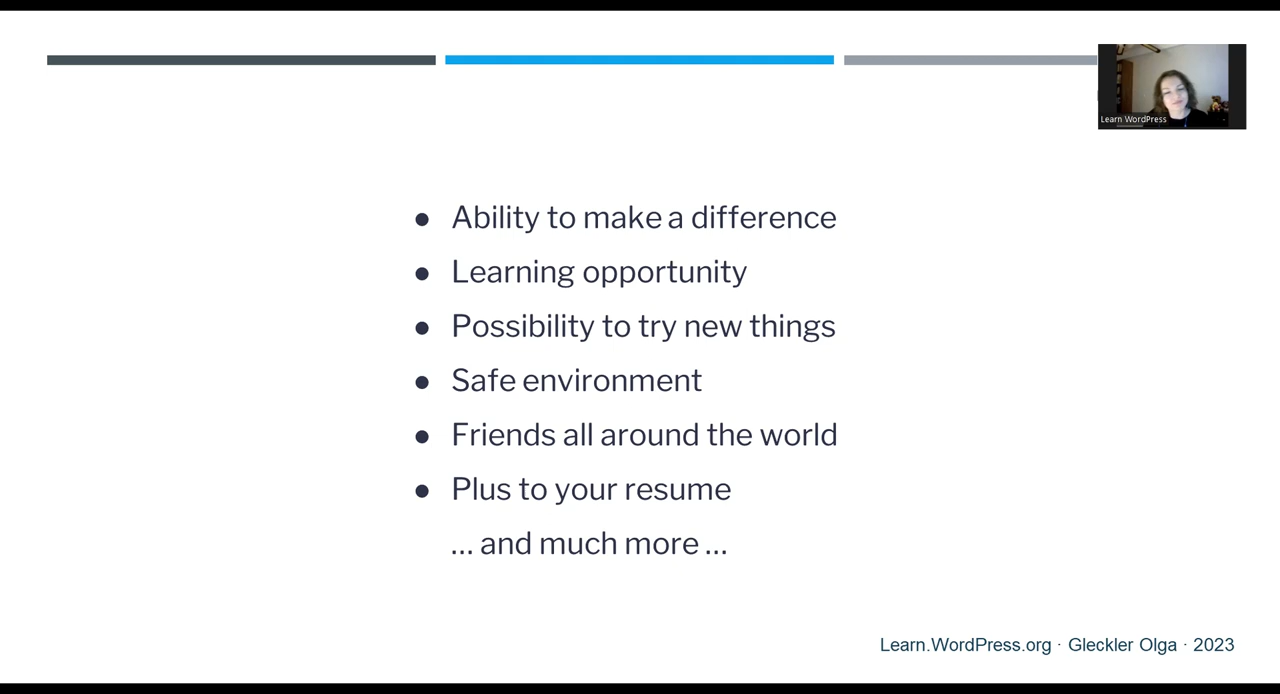 Learn WordPress
● Ability to make a difference
● Learning opportunity
● Possibility to try new things
● Safe environment
● Friends all around the world
● Plus to your resume
... and much more ...
Learn.WordPress.org · Gleckler Olga · 2023